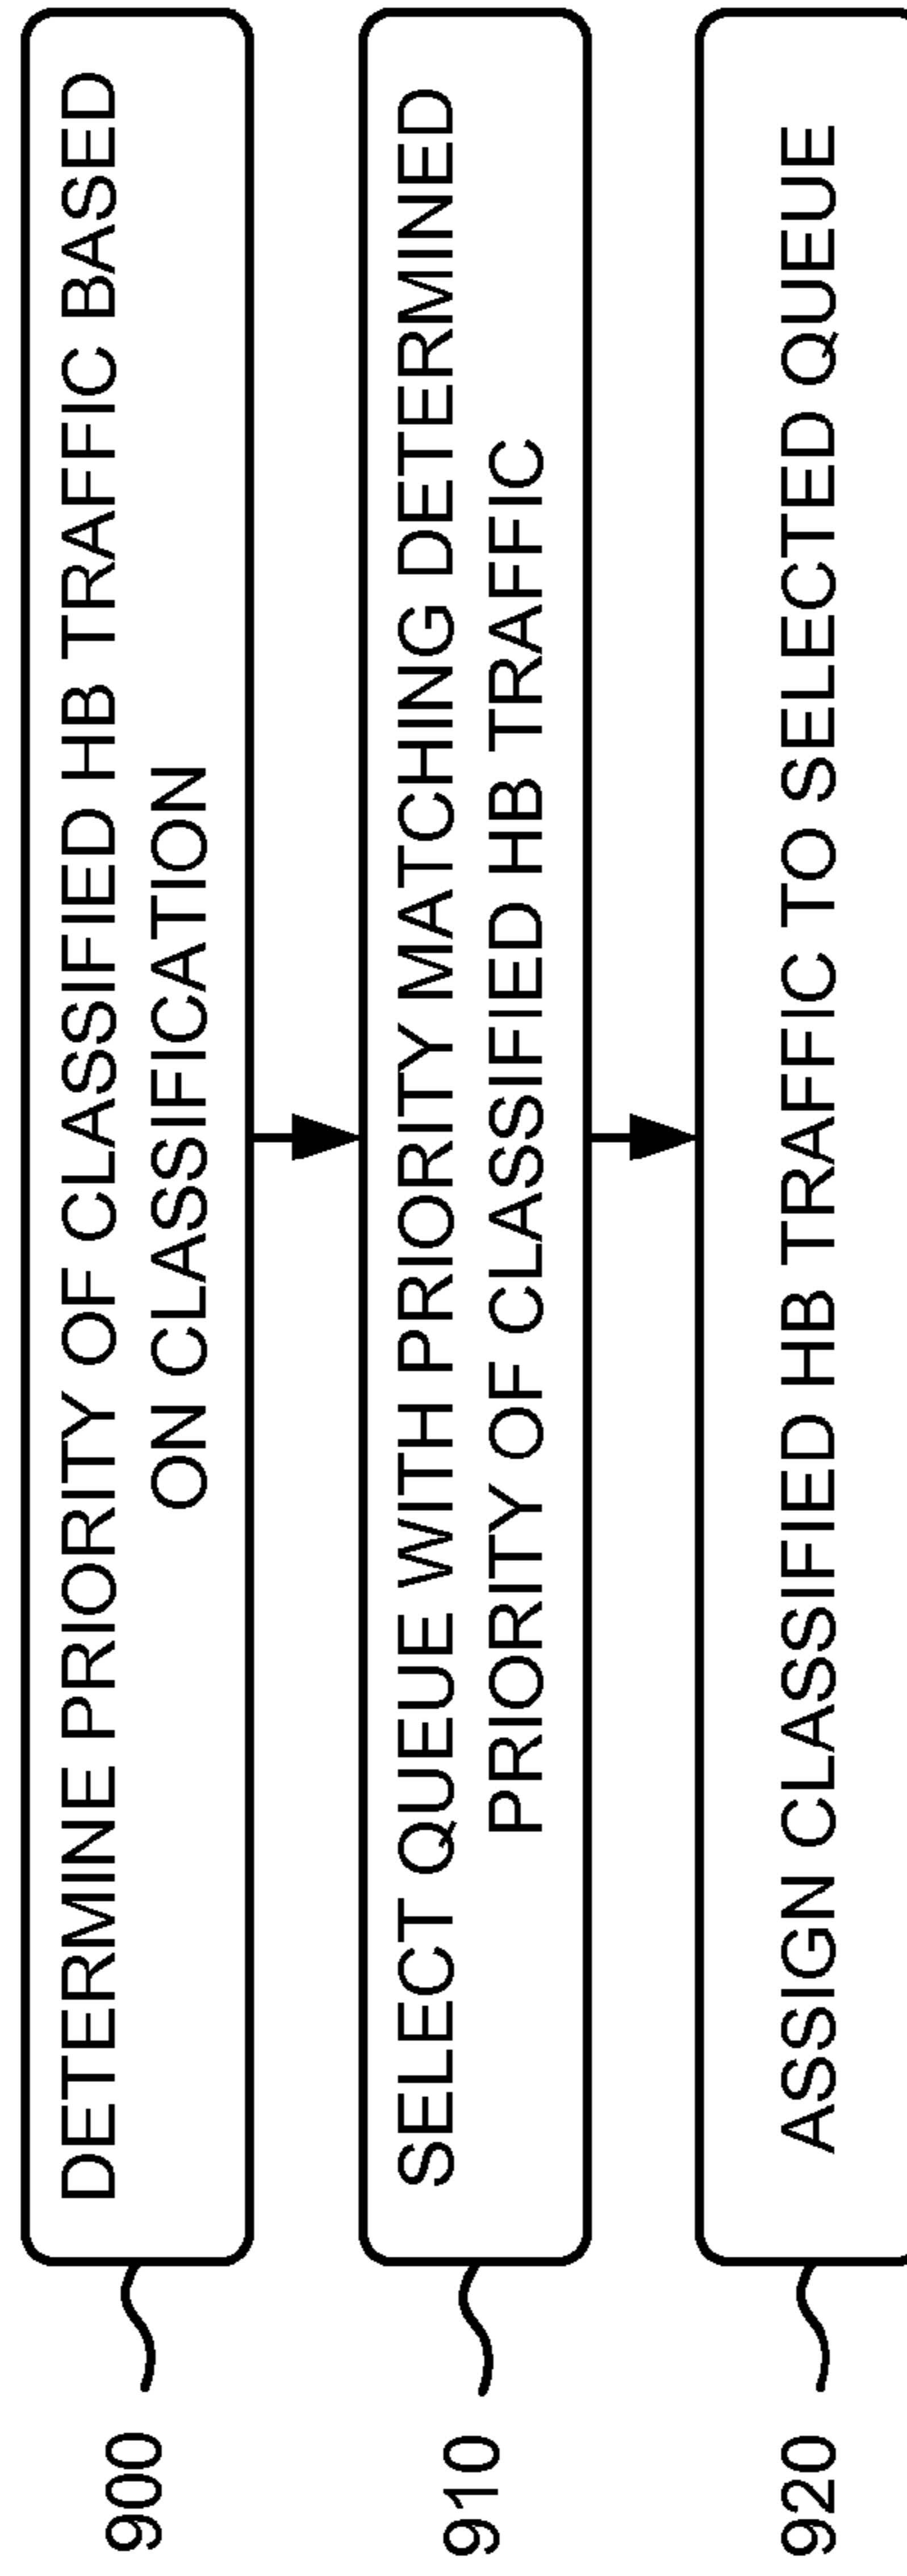 900
DETERMINE PRIORITY OF CLASSIFIED HB TRAFFIC BASED
ON CLASSIFICATION
910
SELECT QUEUE WITH PRIORITY MATCHING DETERMINED
PRIORITY OF CLASSIFIED HB TRAFFIC
920
ASSIGN CLASSIFIED HB TRAFFIC TO SELECTED QUEUE